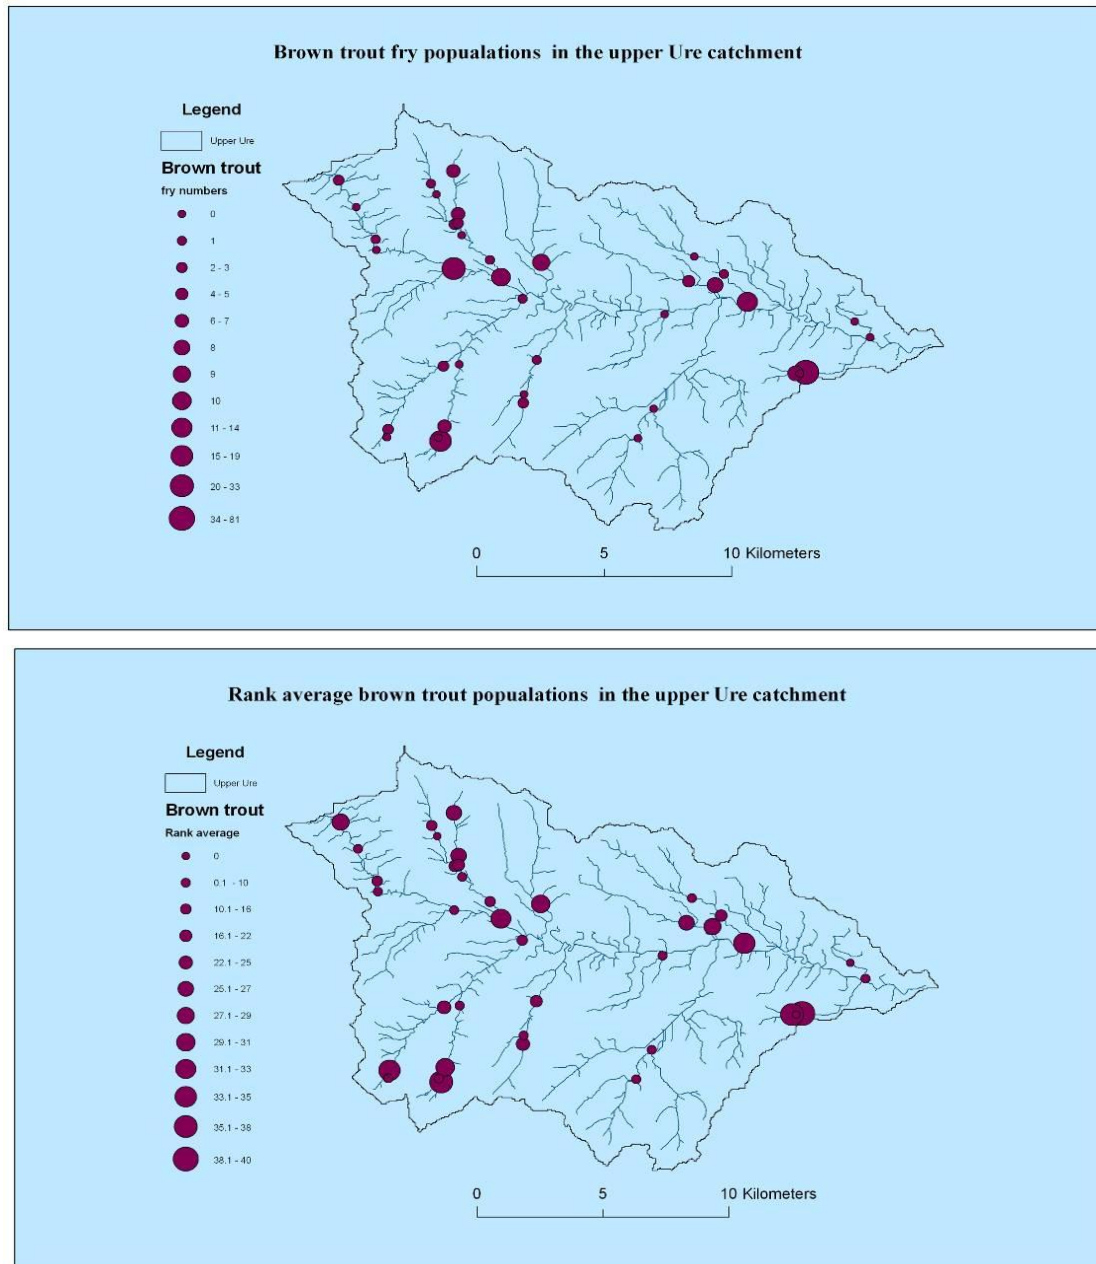 Brown trout fry popualations in the upper Ure catchment
Legend
Upper Ure
Brown trout
fry numbers
0
1
2 - 3
4 - 5
6 - 7
8
9
10
11 - 14
15 - 19
20 - 33
34 - 81
0 5 10 Kilometers
Rank average brown trout popualations in the upper Ure catchment
Legend
Upper Ure
Brown trout
Rank average
0
0.1 - 10
10.1 - 16
16.1 - 22
22.1 - 25
25.1 - 27
27.1 - 29
29.1 - 31
31.1 - 33
33.1 - 35
35.1 - 38
38.1 - 40
0 5 10 Kilometers